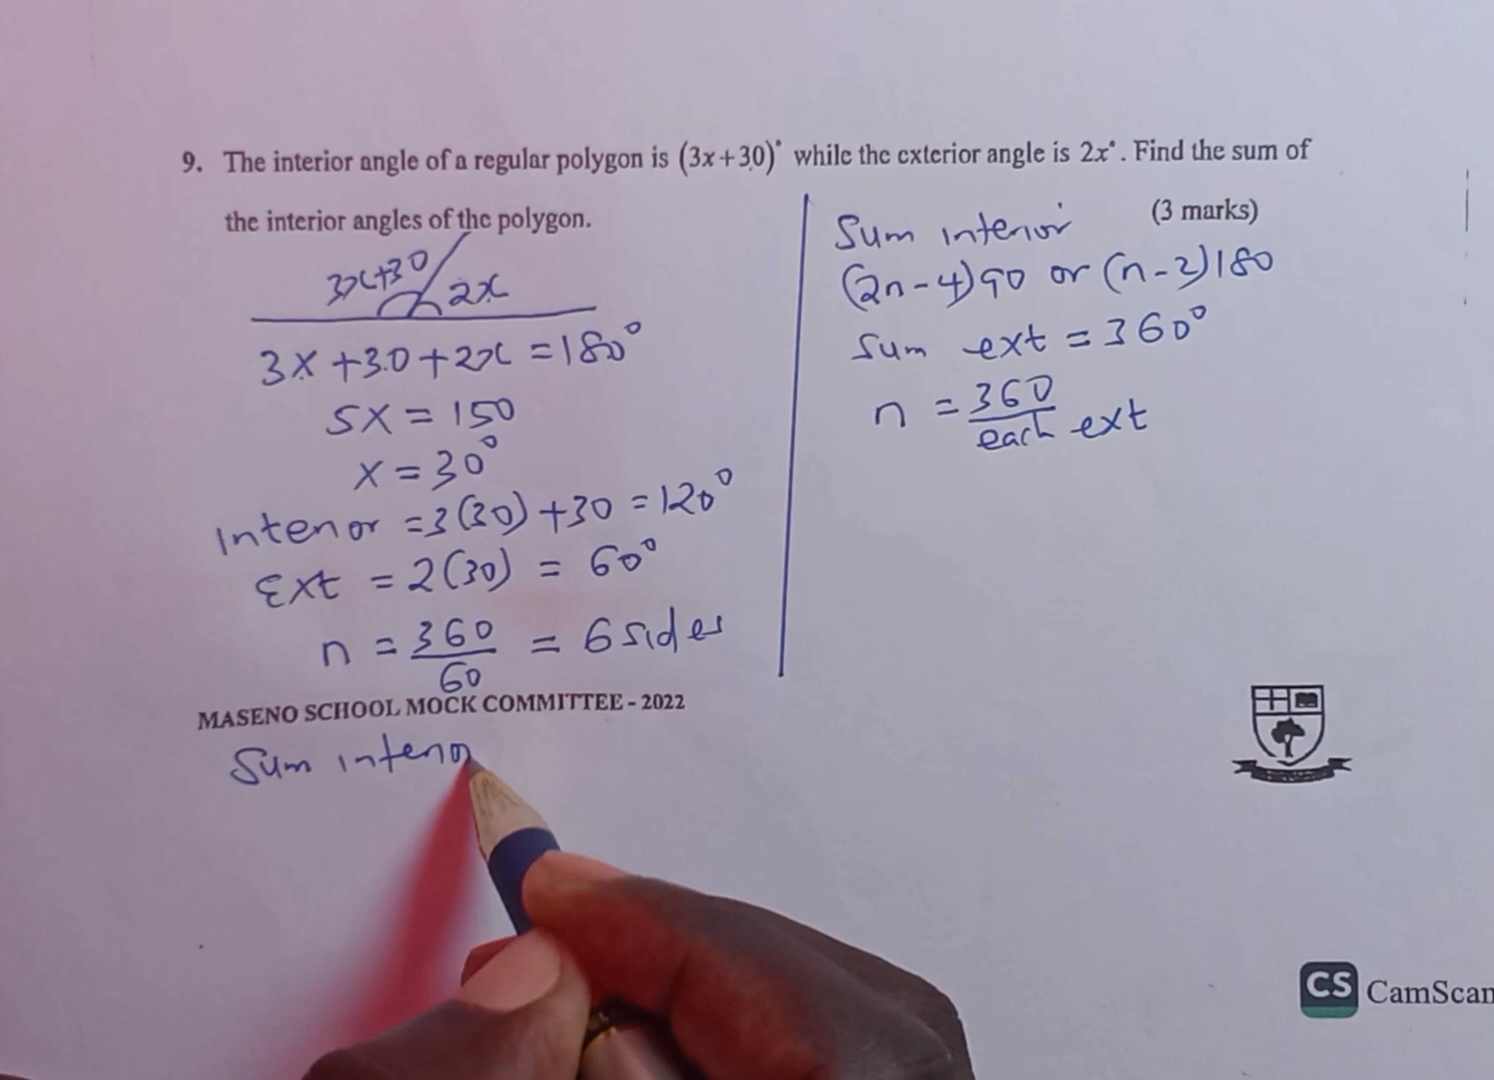 9. The interior angle of a regular polygon is (3x+30)° while the exterior angle is 2x°. Find the sum of
the interior angles of the polygon.
(3 marks)
3x+30 2x
3x+30+2x=180°
5x = 150
x = 30°
Interior =3(30)+30 = 120°
Ext = 2(30) = 60°
n = 360/60 = 6 sides
Sum interior
(2n-4)90 or (n-2)180
Sum ext = 360°
n = 360/each ext
MASENO SCHOOL MOCK COMMITTEE - 2022
Sum interio
CS CamScan